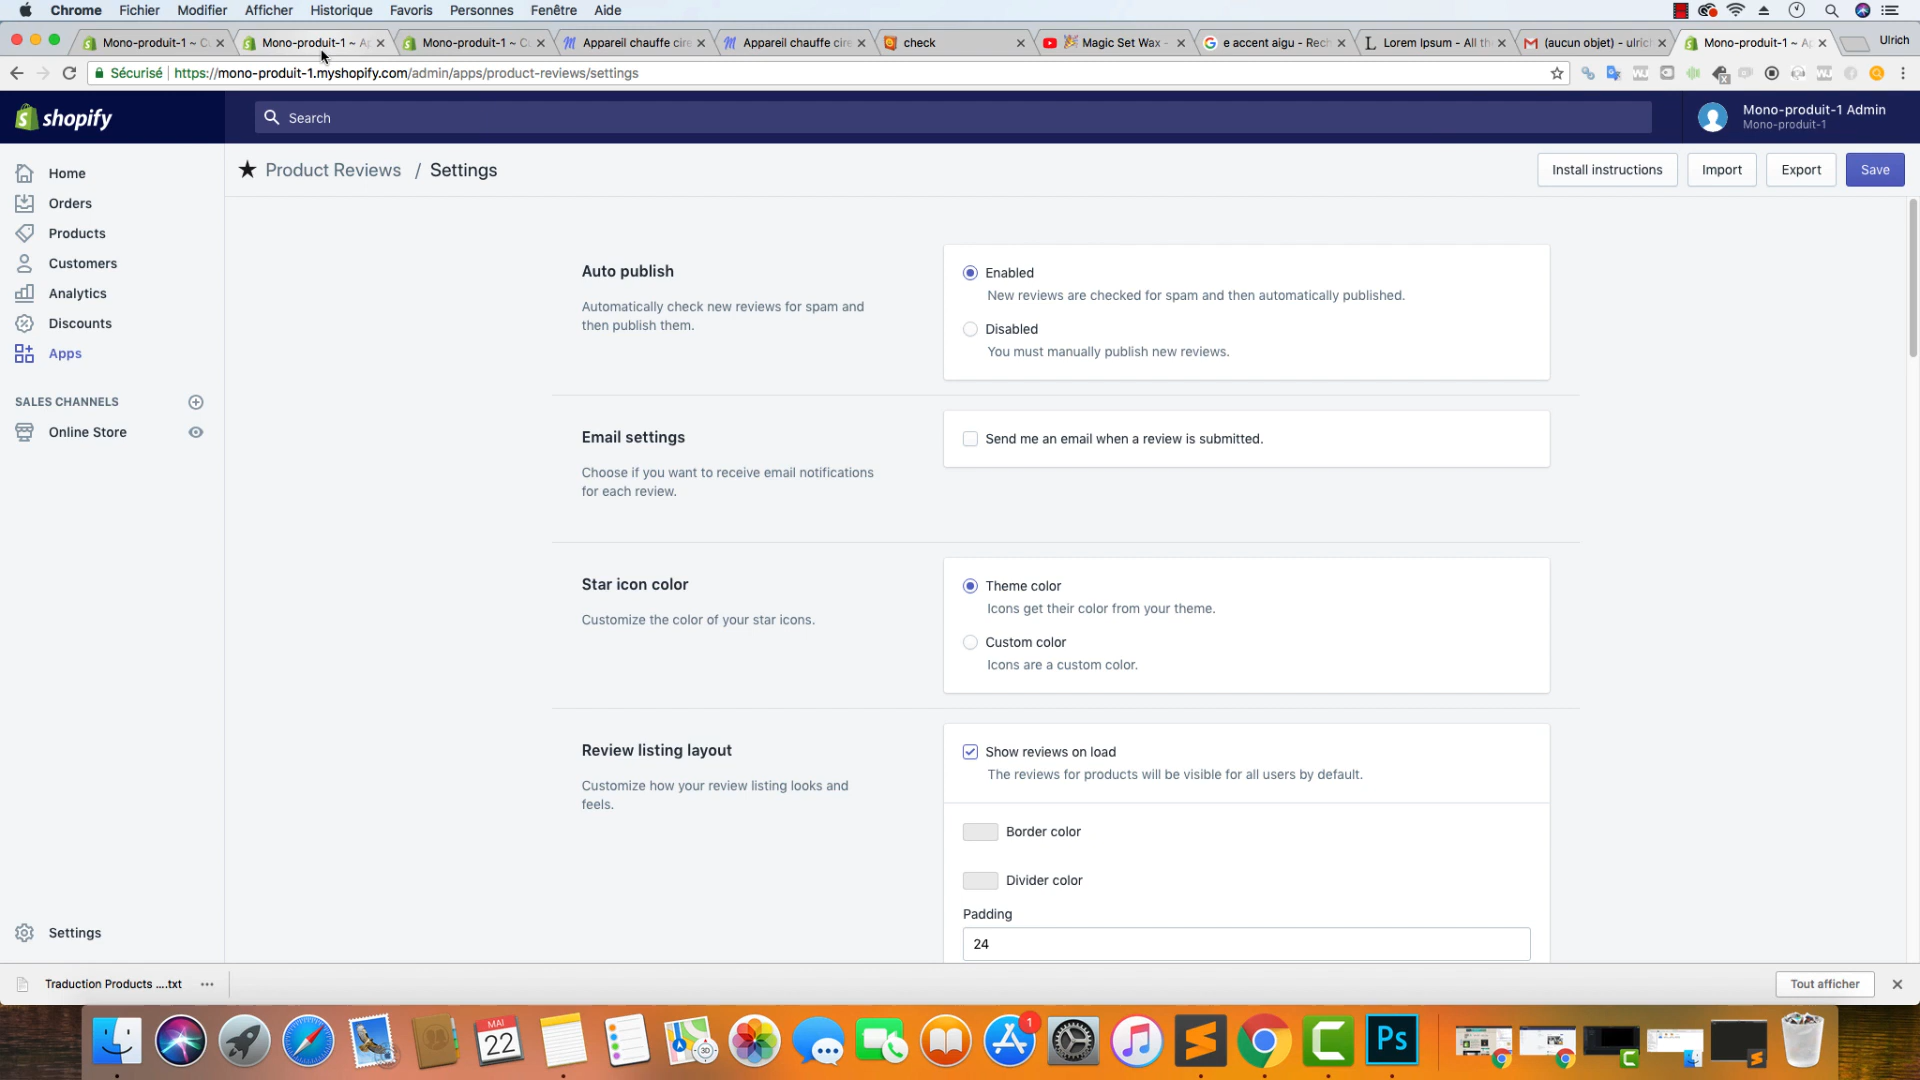 Chrome Fichier Modifier Afficher Historique Favoris Personnes Fenêtre Aide
Mono-produit-1 ~ C
Mono-produit-1 ~ A
Mono-produit-1 ~ C
Appareil chauffe cire
Appareil chauffe cire
check
Magic Set Wax -
e accent aigu - Rech
Lorem Ipsum - All th
(aucun objet) - ulric
Mono-produit-1 ~ A
Ulrich
Sécurisé https://mono-produit-1.myshopify.com/admin/apps/product-reviews/settings
shopify
Search
Mono-produit-1 Admin
Mono-produit-1
Home
Orders
Products
Customers
Analytics
Discounts
Apps
SALES CHANNELS
Online Store
Settings
Product Reviews / Settings
Install instructions
Import
Export
Save
Auto publish
Automatically check new reviews for spam and
then publish them.
Enabled
New reviews are checked for spam and then automatically published.
Disabled
You must manually publish new reviews.
Email settings
Choose if you want to receive email notifications
for each review.
Send me an email when a review is submitted.
Star icon color
Customize the color of your star icons.
Theme color
Icons get their color from your theme.
Custom color
Icons are a custom color.
Review listing layout
Customize how your review listing looks and
feels.
Show reviews on load
The reviews for products will be visible for all users by default.
Border color
Divider color
Padding
24
Traduction Products ....txt
Tout afficher
MAI
22
3D
1
Ps